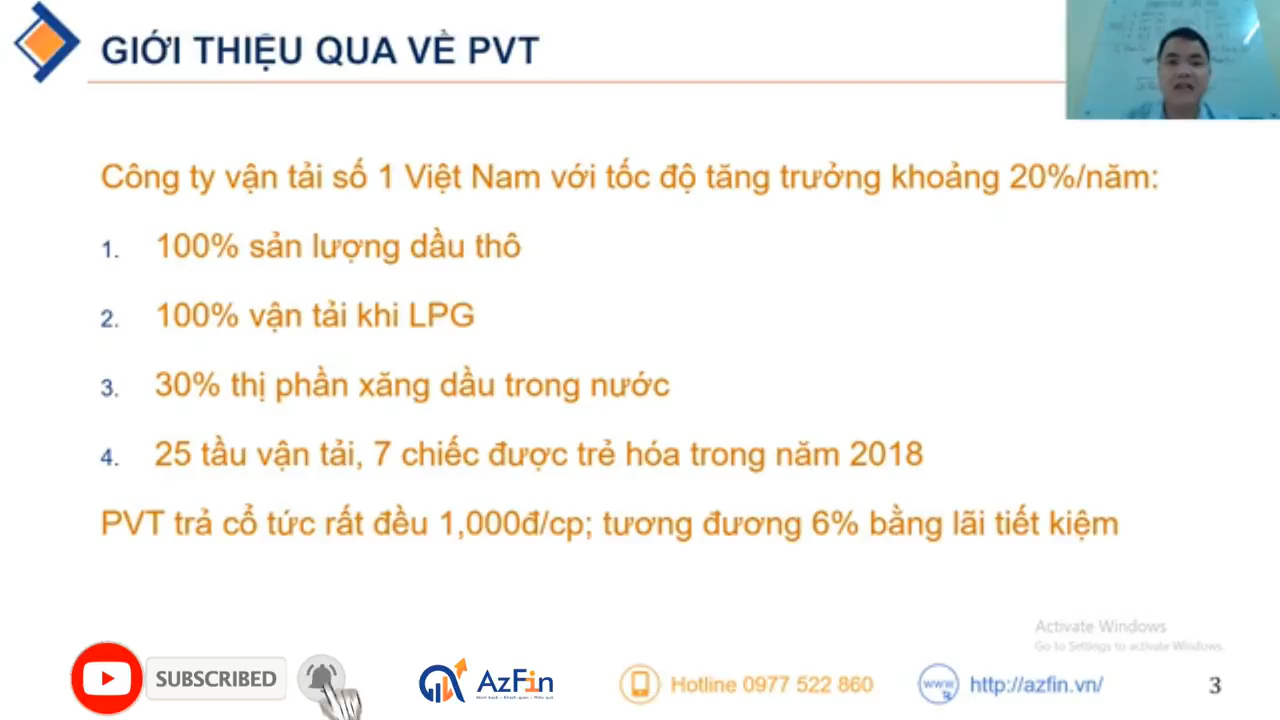 GIỚI THIỆU QUA VỀ PVT
Công ty vận tải số 1 Việt Nam với tốc độ tăng trưởng khoảng 20%/năm:
1. 100% sản lượng dầu thô
2. 100% vận tải khi LPG
3. 30% thị phần xăng dầu trong nước
4. 25 tầu vận tải, 7 chiếc được trẻ hóa trong năm 2018
PVT trả cổ tức rất đều 1,000đ/cp; tương đương 6% bằng lãi tiết kiệm
Activate Windows
Go to Settings to activate Windows.
SUBSCRIBED
AzFin
Hotline 0977 522 860
www
http://azfin.vn/
3